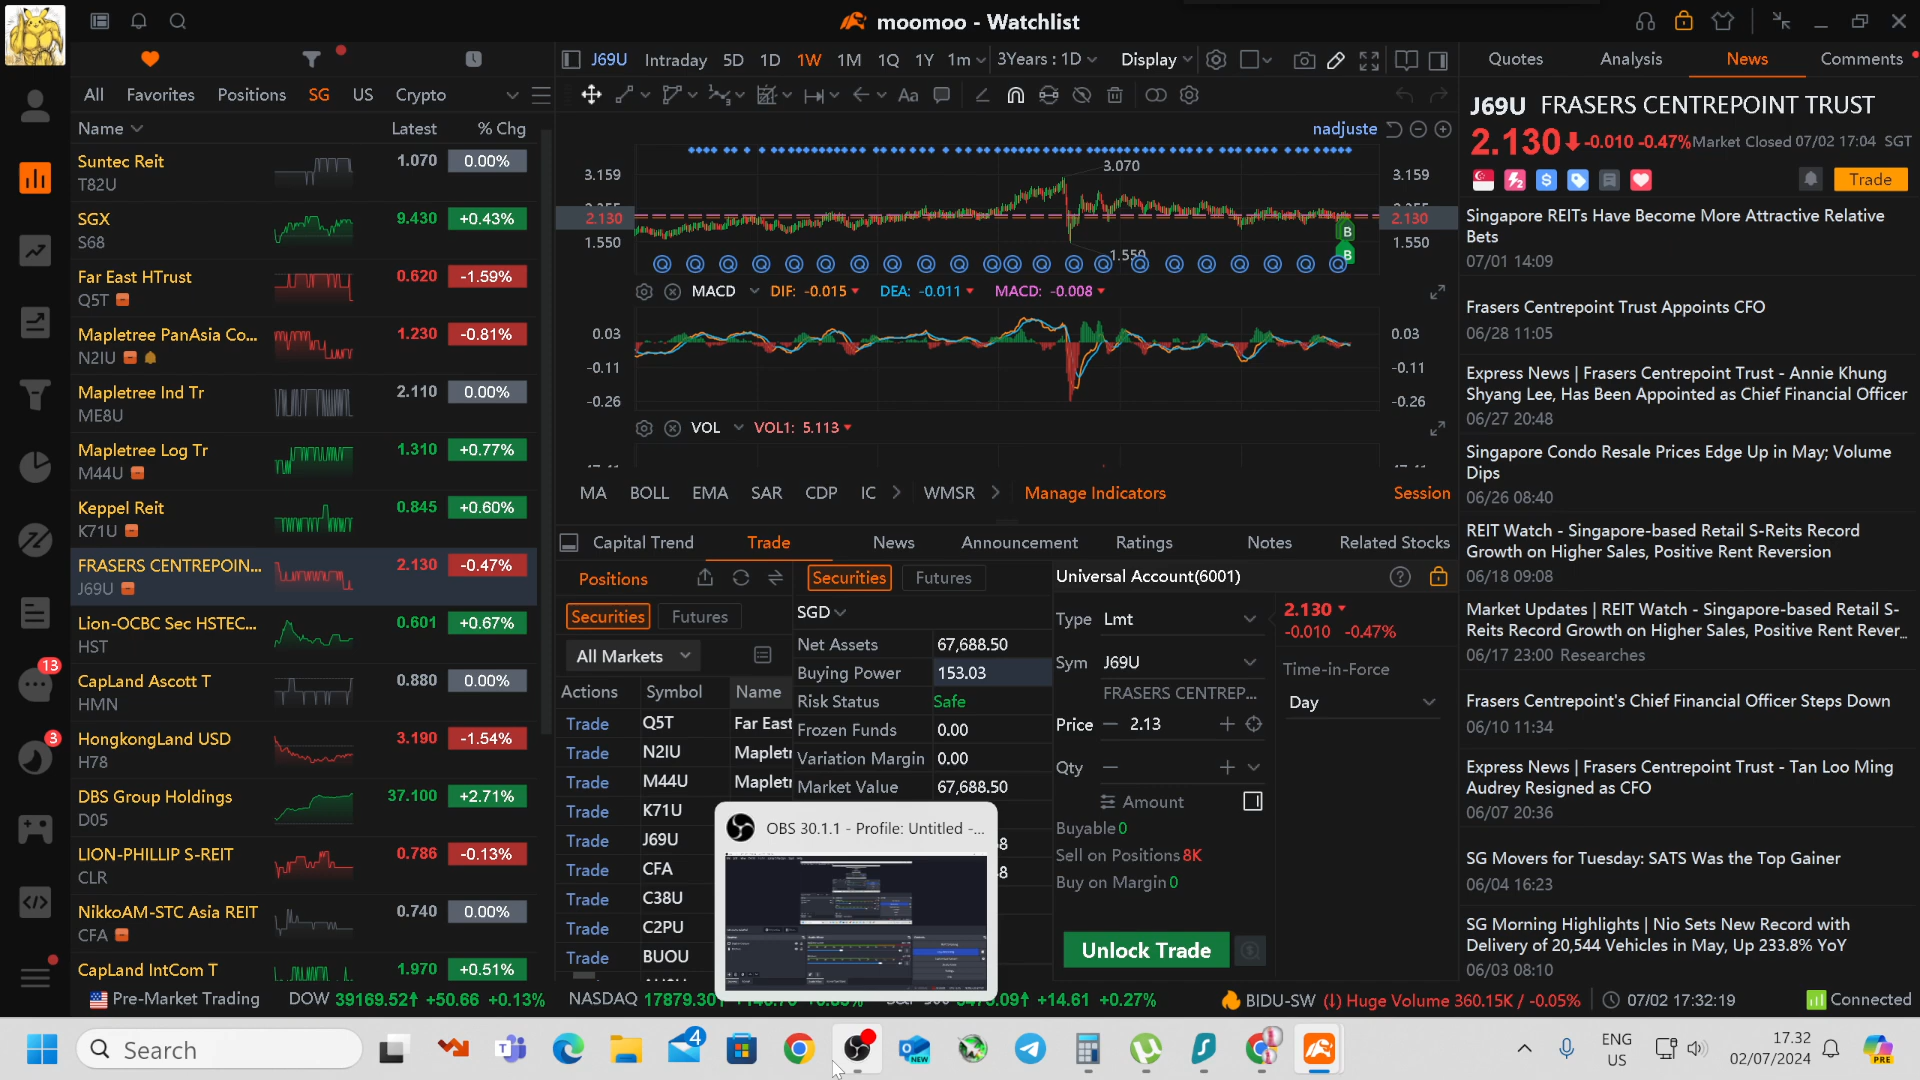 moomoo - Watchlist
All Favorites Positions SG US Crypto
Name Latest % Chg
Suntec Reit 1.070 0.00%
T82U
SGX 9.430 +0.43%
S68
Far East HTrust 0.620 -1.59%
Q5T
Mapletree PanAsia Co... 1.230 -0.81%
N2IU
Mapletree Ind Tr 2.110 0.00%
ME8U
Mapletree Log Tr 1.310 +0.77%
M44U
Keppel Reit 0.845 +0.60%
K71U
FRASERS CENTREPOIN... 2.130 -0.47%
J69U
Lion-OCBC Sec HSTEC... 0.601 +0.67%
HST
CapLand Ascott T 0.880 0.00%
HMN
HongkongLand USD 3.190 -1.54%
H78
DBS Group Holdings 37.100 +2.71%
D05
LION-PHILLIP S-REIT 0.786 -0.13%
CLR
NikkoAM-STC Asia REIT 0.740 0.00%
CFA
CapLand IntCom T 1.970 +0.51%
13
3
J69U Intraday 5D 1D 1W 1M 1Q 1Y 1m 3Years : 1D Display
Aa
nadjuste
3.070
3.159 3.159
2.130 2.130
1.550 1.550
1.550
B
B
MACD DIF: -0.015 DEA: -0.011 MACD: -0.008
0.03 0.03
-0.11 -0.11
-0.26 -0.26
VOL VOL1: 5.113
MA BOLL EMA SAR CDP IC WMSR Manage Indicators Session
Capital Trend Trade News Announcement Ratings Notes Related Stocks
Positions
Securities Futures
All Markets
Actions Symbol Name
Trade Q5T Far East
Trade N2IU Mapletr
Trade M44U Mapletr
Trade K71U
Trade J69U
Trade CFA
Trade C38U
Trade C2PU
Trade BUOU
Securities Futures
SGD
Net Assets 67,688.50
Buying Power 153.03
Risk Status Safe
Frozen Funds 0.00
Variation Margin 0.00
Market Value 67,688.50
8
8
OBS 30.1.1 - Profile: Untitled -...
Universal Account(6001)
Type Lmt
Sym J69U
FRASERS CENTREP...
Price 2.13
Qty
Amount
Buyable 0
Sell on Positions 8K
Buy on Margin 0
Unlock Trade
2.130
-0.010 -0.47%
Time-in-Force
Day
Quotes Analysis News Comments
J69U FRASERS CENTREPOINT TRUST
2.130 -0.010 -0.47% Market Closed 07/02 17:04 SGT
Trade
Singapore REITs Have Become More Attractive Relative
Bets
07/01 14:09
Frasers Centrepoint Trust Appoints CFO
06/28 11:05
Express News | Frasers Centrepoint Trust - Annie Khung
Shyang Lee, Has Been Appointed as Chief Financial Officer
06/27 20:48
Singapore Condo Resale Prices Edge Up in May; Volume
Dips
06/26 08:40
REIT Watch - Singapore-based Retail S-Reits Record
Growth on Higher Sales, Positive Rent Reversion
06/18 09:08
Market Updates | REIT Watch - Singapore-based Retail S-
Reits Record Growth on Higher Sales, Positive Rent Rever...
06/17 23:00 Researches
Frasers Centrepoint's Chief Financial Officer Steps Down
06/10 11:34
Express News | Frasers Centrepoint Trust - Tan Loo Ming
Audrey Resigned as CFO
06/07 20:36
SG Movers for Tuesday: SATS Was the Top Gainer
06/04 16:23
SG Morning Highlights | Nio Sets New Record with
Delivery of 20,544 Vehicles in May, Up 233.8% YoY
06/03 08:10
Pre-Market Trading DOW 39169.52↑ +50.66 +0.13% NASDAQ 17879.30↑ +14.61 +0.27% BIDU-SW (↓) Huge Volume 360.15K / -0.05% 07/02 17:32:19 Connected
Search
4
NEW
ENG
US
17.32
02/07/2024
PRE